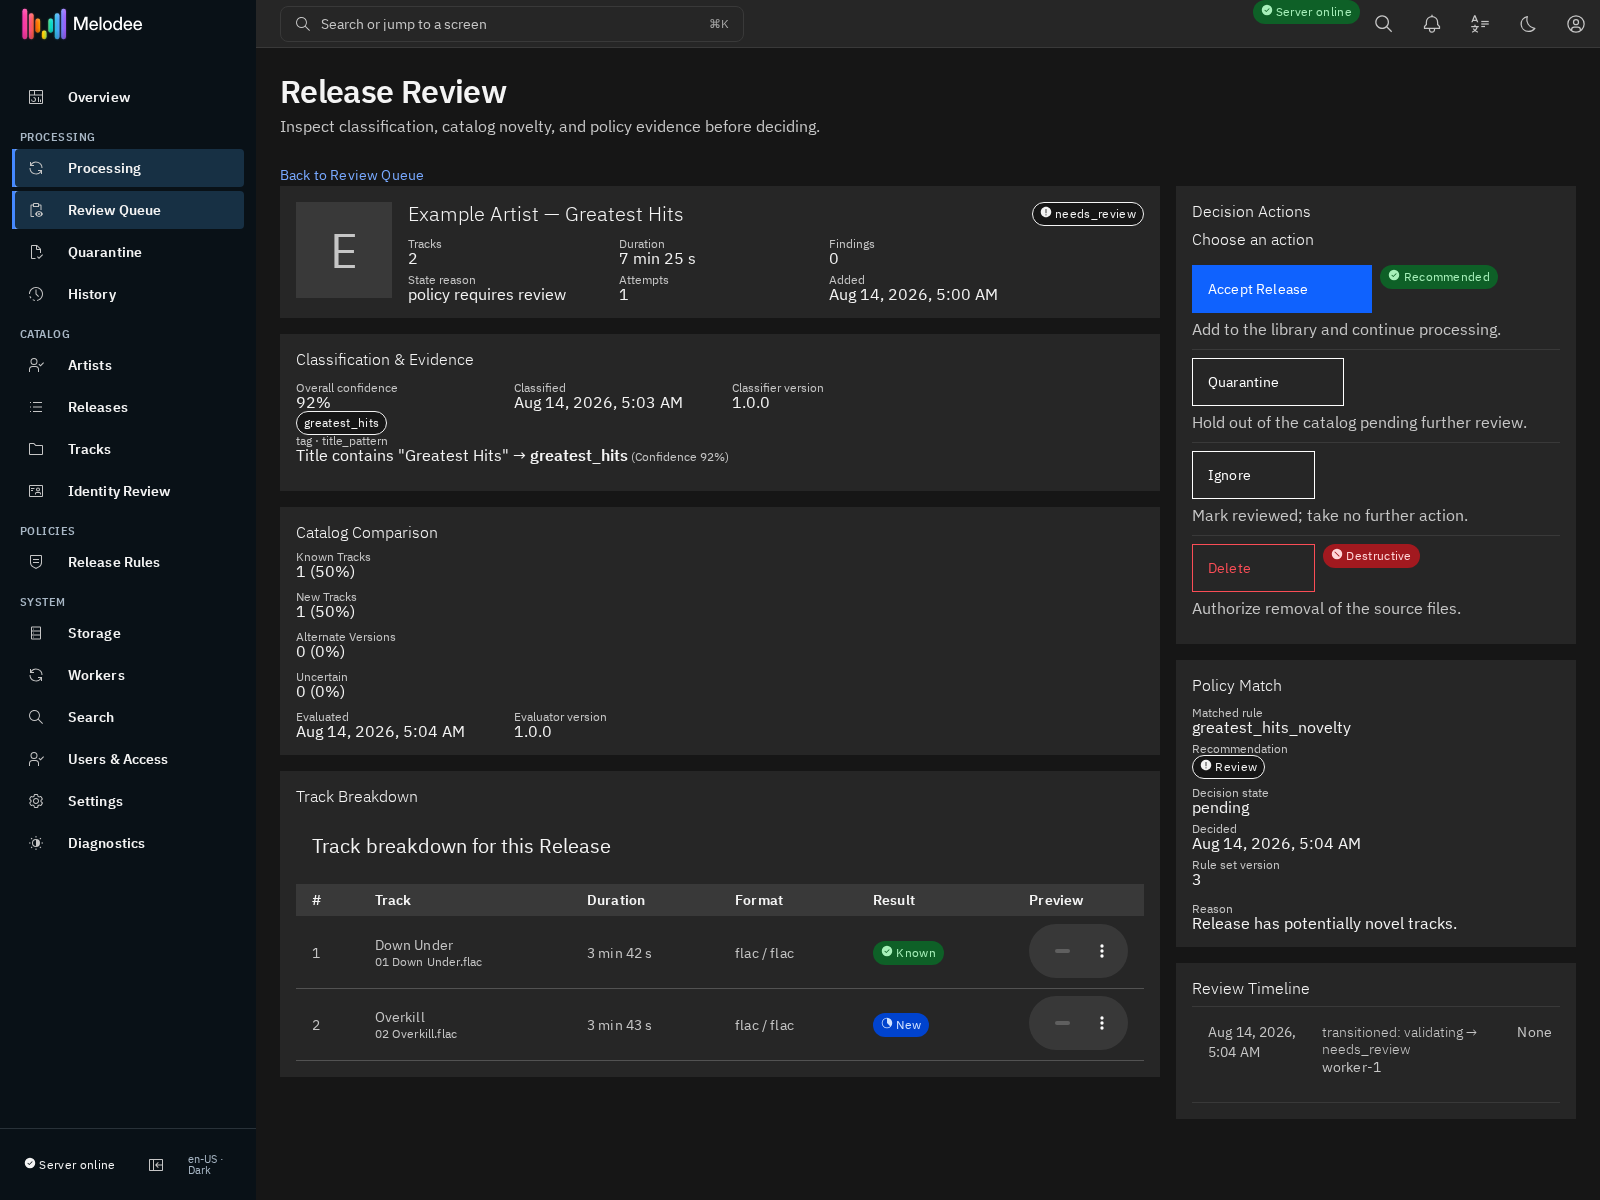 Melodee
Search or jump to a screen
⌘K
Server online
Overview
PROCESSING
Processing
Review Queue
Quarantine
History
CATALOG
Artists
Releases
Tracks
Identity Review
POLICIES
Release Rules
SYSTEM
Storage
Workers
Search
Users & Access
Settings
Diagnostics
Server online
en-US ·
Dark
Release Review
Inspect classification, catalog novelty, and policy evidence before deciding.
Back to Review Queue
E
Example Artist — Greatest Hits
needs_review
Tracks
2
Duration
7 min 25 s
Findings
0
State reason
policy requires review
Attempts
1
Added
Aug 14, 2026, 5:00 AM
Classification & Evidence
Overall confidence
92%
Classified
Aug 14, 2026, 5:03 AM
Classifier version
1.0.0
greatest_hits
tag · title_pattern
Title contains "Greatest Hits" → greatest_hits (Confidence 92%)
Catalog Comparison
Known Tracks
1 (50%)
New Tracks
1 (50%)
Alternate Versions
0 (0%)
Uncertain
0 (0%)
Evaluated
Aug 14, 2026, 5:04 AM
Evaluator version
1.0.0
Track Breakdown
Track breakdown for this Release
# Track Duration Format Result Preview
1 Down Under 3 min 42 s flac / flac Known
01 Down Under.flac
2 Overkill 3 min 43 s flac / flac New
02 Overkill.flac
Decision Actions
Choose an action
Accept Release
Recommended
Add to the library and continue processing.
Quarantine
Hold out of the catalog pending further review.
Ignore
Mark reviewed; take no further action.
Delete
Destructive
Authorize removal of the source files.
Policy Match
Matched rule
greatest_hits_novelty
Recommendation
Review
Decision state
pending
Decided
Aug 14, 2026, 5:04 AM
Rule set version
3
Reason
Release has potentially novel tracks.
Review Timeline
Aug 14, 2026,
5:04 AM
transitioned: validating →
needs_review
worker-1
None